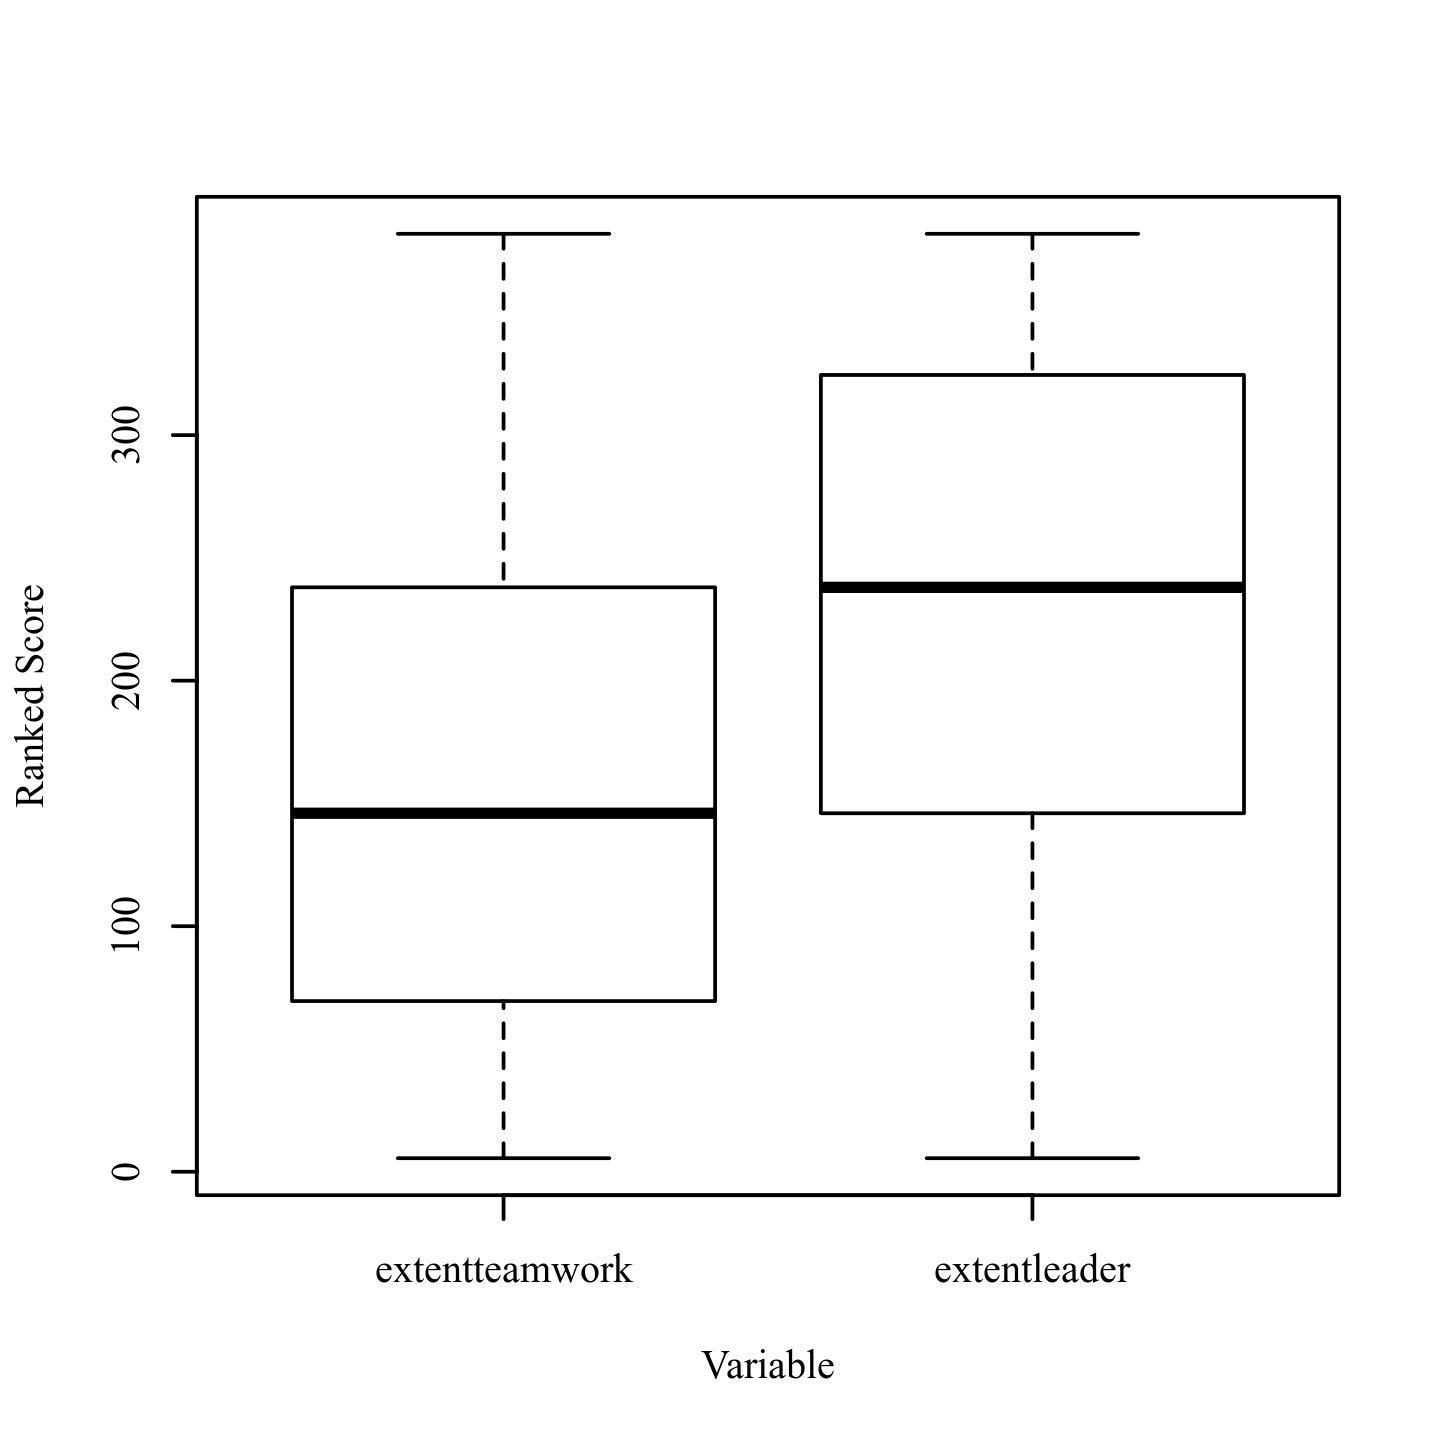 Ranked Score
300
200
100
0
extentteamwork
extentleader
Variable